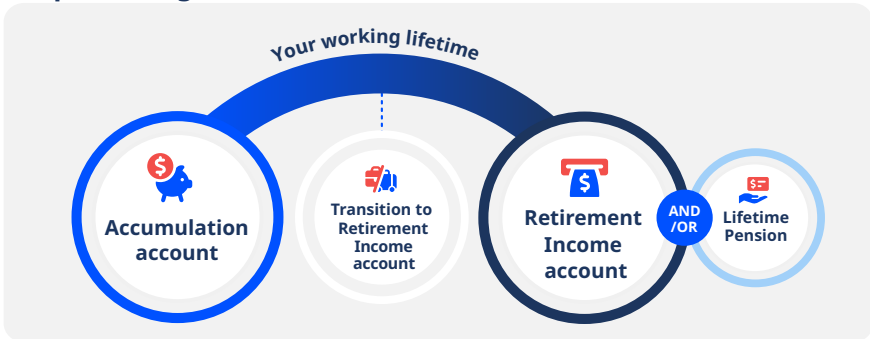 Your working lifetime
Accumulation
account
Transition to
Retirement
Income
account
Retirement
Income
account
AND
/OR
Lifetime
Pension